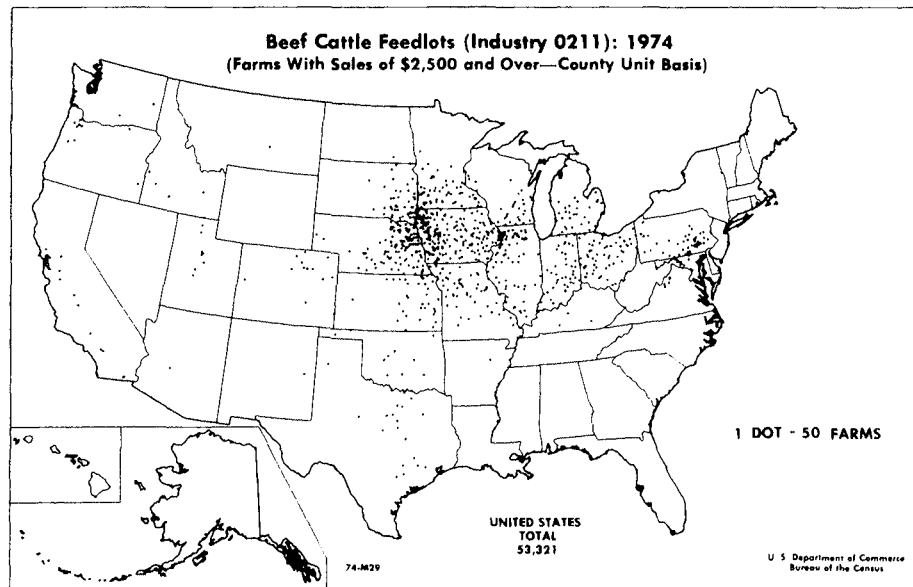 Beef Cattle Feedlots (Industry 0211): 1974
(Farms With Sales of $2,500 and Over—County Unit Basis)
1 DOT - 50 FARMS
UNITED STATES
TOTAL
53,321
74-M29
U S Department of Commerce
Bureau of the Census